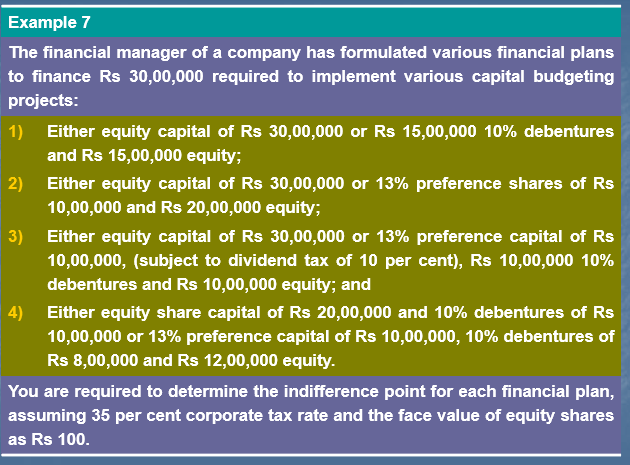 Example 7
The financial manager of a company has formulated various financial plans
to finance Rs 30,00,000 required to implement various capital budgeting
projects:
1) Either equity capital of Rs 30,00,000 or Rs 15,00,000 10% debentures
and Rs 15,00,000 equity;
2) Either equity capital of Rs 30,00,000 or 13% preference shares of Rs
10,00,000 and Rs 20,00,000 equity;
3) Either equity capital of Rs 30,00,000 or 13% preference capital of Rs
10,00,000, (subject to dividend tax of 10 per cent), Rs 10,00,000 10%
debentures and Rs 10,00,000 equity; and
4) Either equity share capital of Rs 20,00,000 and 10% debentures of Rs
10,00,000 or 13% preference capital of Rs 10,00,000, 10% debentures of
Rs 8,00,000 and Rs 12,00,000 equity.
You are required to determine the indifference point for each financial plan,
assuming 35 per cent corporate tax rate and the face value of equity shares
as Rs 100.